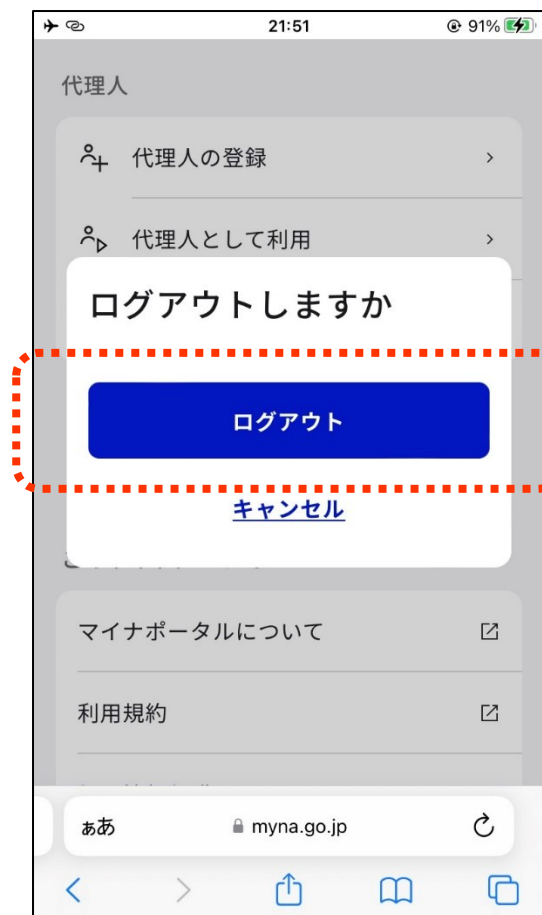 21:51
91%
代理人
代理人の登録
代理人として利用
ログアウトしますか
ログアウト
キャンセル
マイナポータルについて
利用規約
ぁあ
myna.go.jp